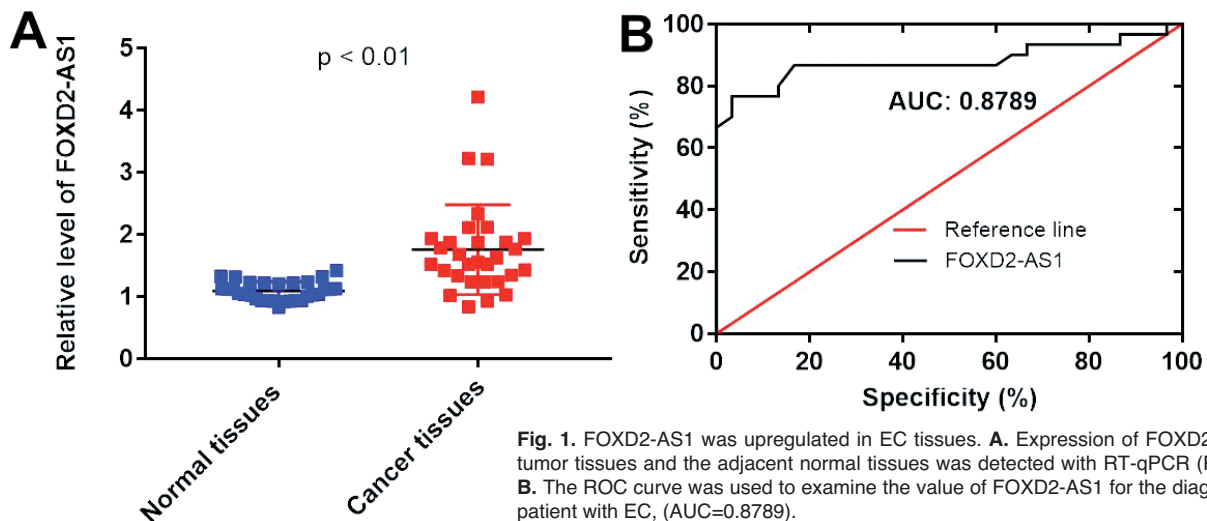 A
Relative level of FOXD2-AS1
5
4
3
2
1
0
p < 0.01
Normal tissues
Cancer tissues
B
Sensitivity (%)
100
80
60
40
20
0
AUC: 0.8789
Reference line
FOXD2-AS1
0 20 40 60 80 100
Specificity (%)
Fig. 1. FOXD2-AS1 was upregulated in EC tissues. A. Expression of FOXD2
tumor tissues and the adjacent normal tissues was detected with RT-qPCR (
B. The ROC curve was used to examine the value of FOXD2-AS1 for the diag
patient with EC, (AUC=0.8789).